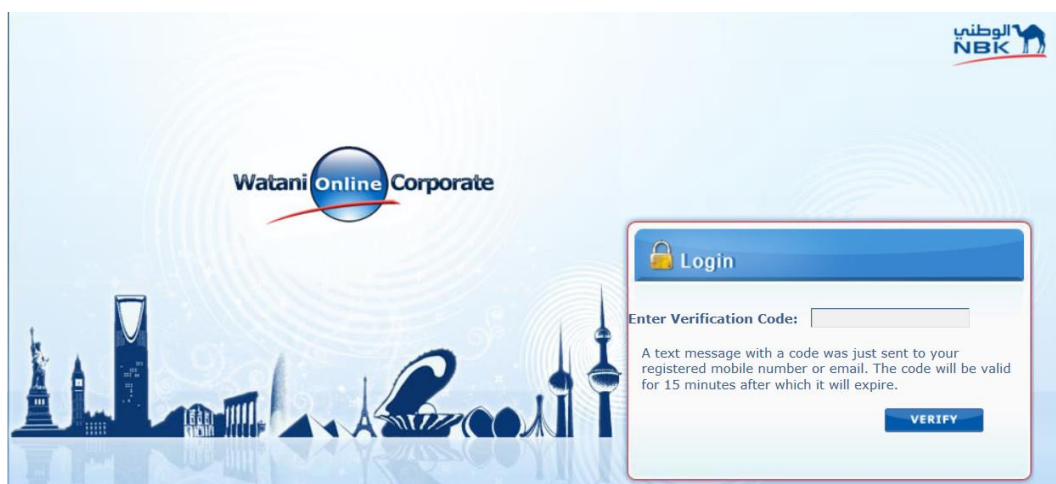 الوطني
NBK
Watani Online Corporate
Login
Enter Verification Code:
A text message with a code was just sent to your
registered mobile number or email. The code will be valid
for 15 minutes after which it will expire.
VERIFY